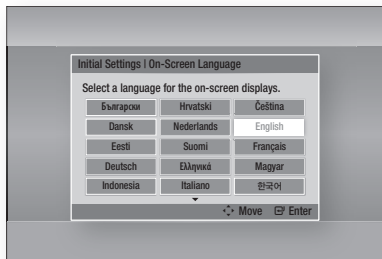 Initial Settings | On-Screen Language
Select a language for the on-screen displays.
Български Hrvatski Čeština
Dansk Nederlands English
Eesti Suomi Français
Deutsch Ελληνικά Magyar
Indonesia Italiano 한국어
Move Enter